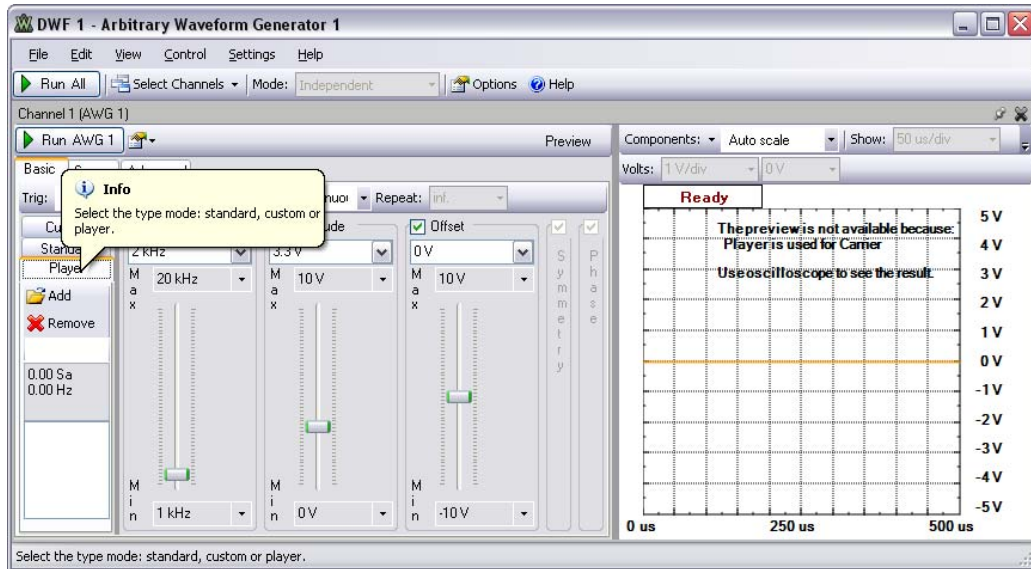 DWF 1 - Arbitrary Waveform Generator 1
File Edit View Control Settings Help
Run All Select Channels Mode: Independent Options Help
Channel 1 (AWG 1)
Run AWG 1 Preview
Basic
Trig: Repeat: inf.
Info
Select the type mode: standard, custom or player.
Offset
Player
2 kHz 3.3 V 0 V
Max 20 kHz Max 10 V Max 10 V
Add
Remove
0.00 Sa
0.00 Hz
Symmetry
Phase
Min 1 kHz Min 0 V Min -10 V
Components: Auto scale Show: 50 us/div
Volts: 1 V/div 0 V
Ready
The preview is not available because:
Player is used for Carrier
Use oscilloscope to see the result.
5 V
4 V
3 V
2 V
1 V
0 V
-1 V
-2 V
-3 V
-4 V
-5 V
0 us 250 us 500 us
Select the type mode: standard, custom or player.